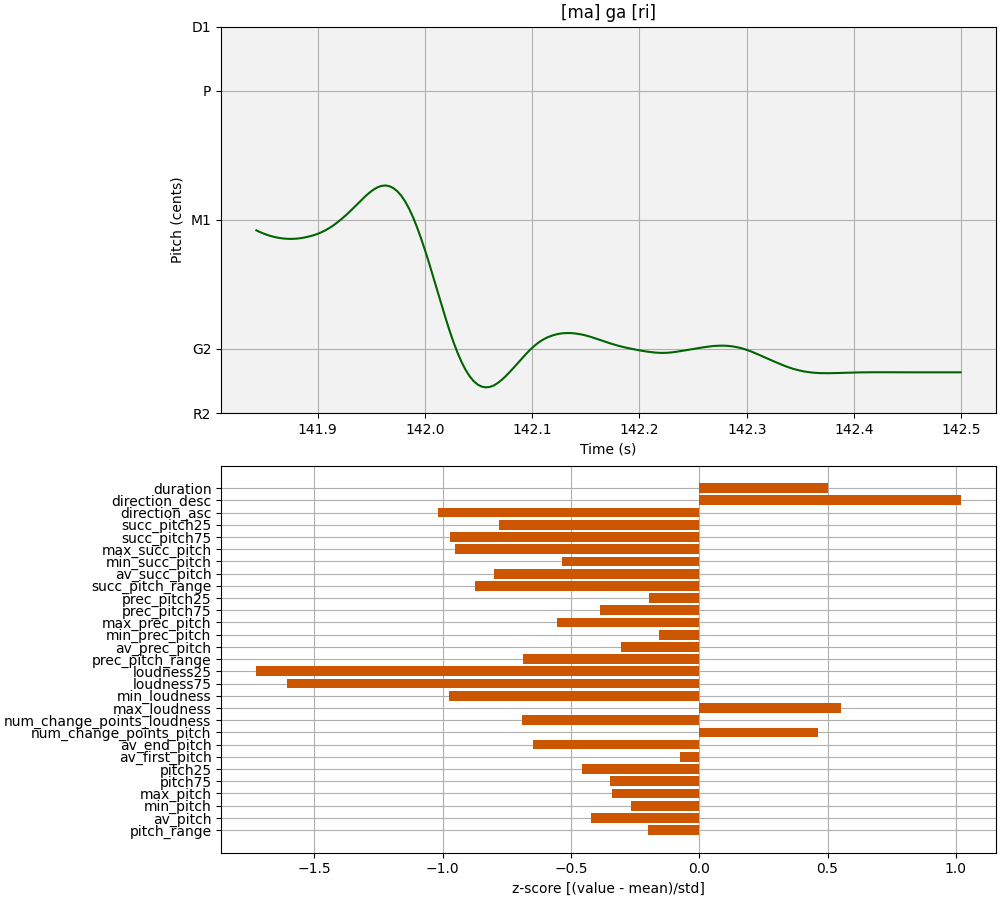 [ma] ga [ri]
D1
P
M1
G2
R2
Pitch (cents)
141.9 142.0 142.1 142.2 142.3 142.4 142.5
Time (s)
duration
direction_desc
direction_asc
succ_pitch25
succ_pitch75
max_succ_pitch
min_succ_pitch
av_succ_pitch
succ_pitch_range
prec_pitch25
prec_pitch75
max_prec_pitch
min_prec_pitch
av_prec_pitch
prec_pitch_range
loudness25
loudness75
min_loudness
max_loudness
num_change_points_loudness
num_change_points_pitch
av_end_pitch
av_first_pitch
pitch25
pitch75
max_pitch
min_pitch
av_pitch
pitch_range
−1.5 −1.0 −0.5 0.0 0.5 1.0
z-score [(value - mean)/std]